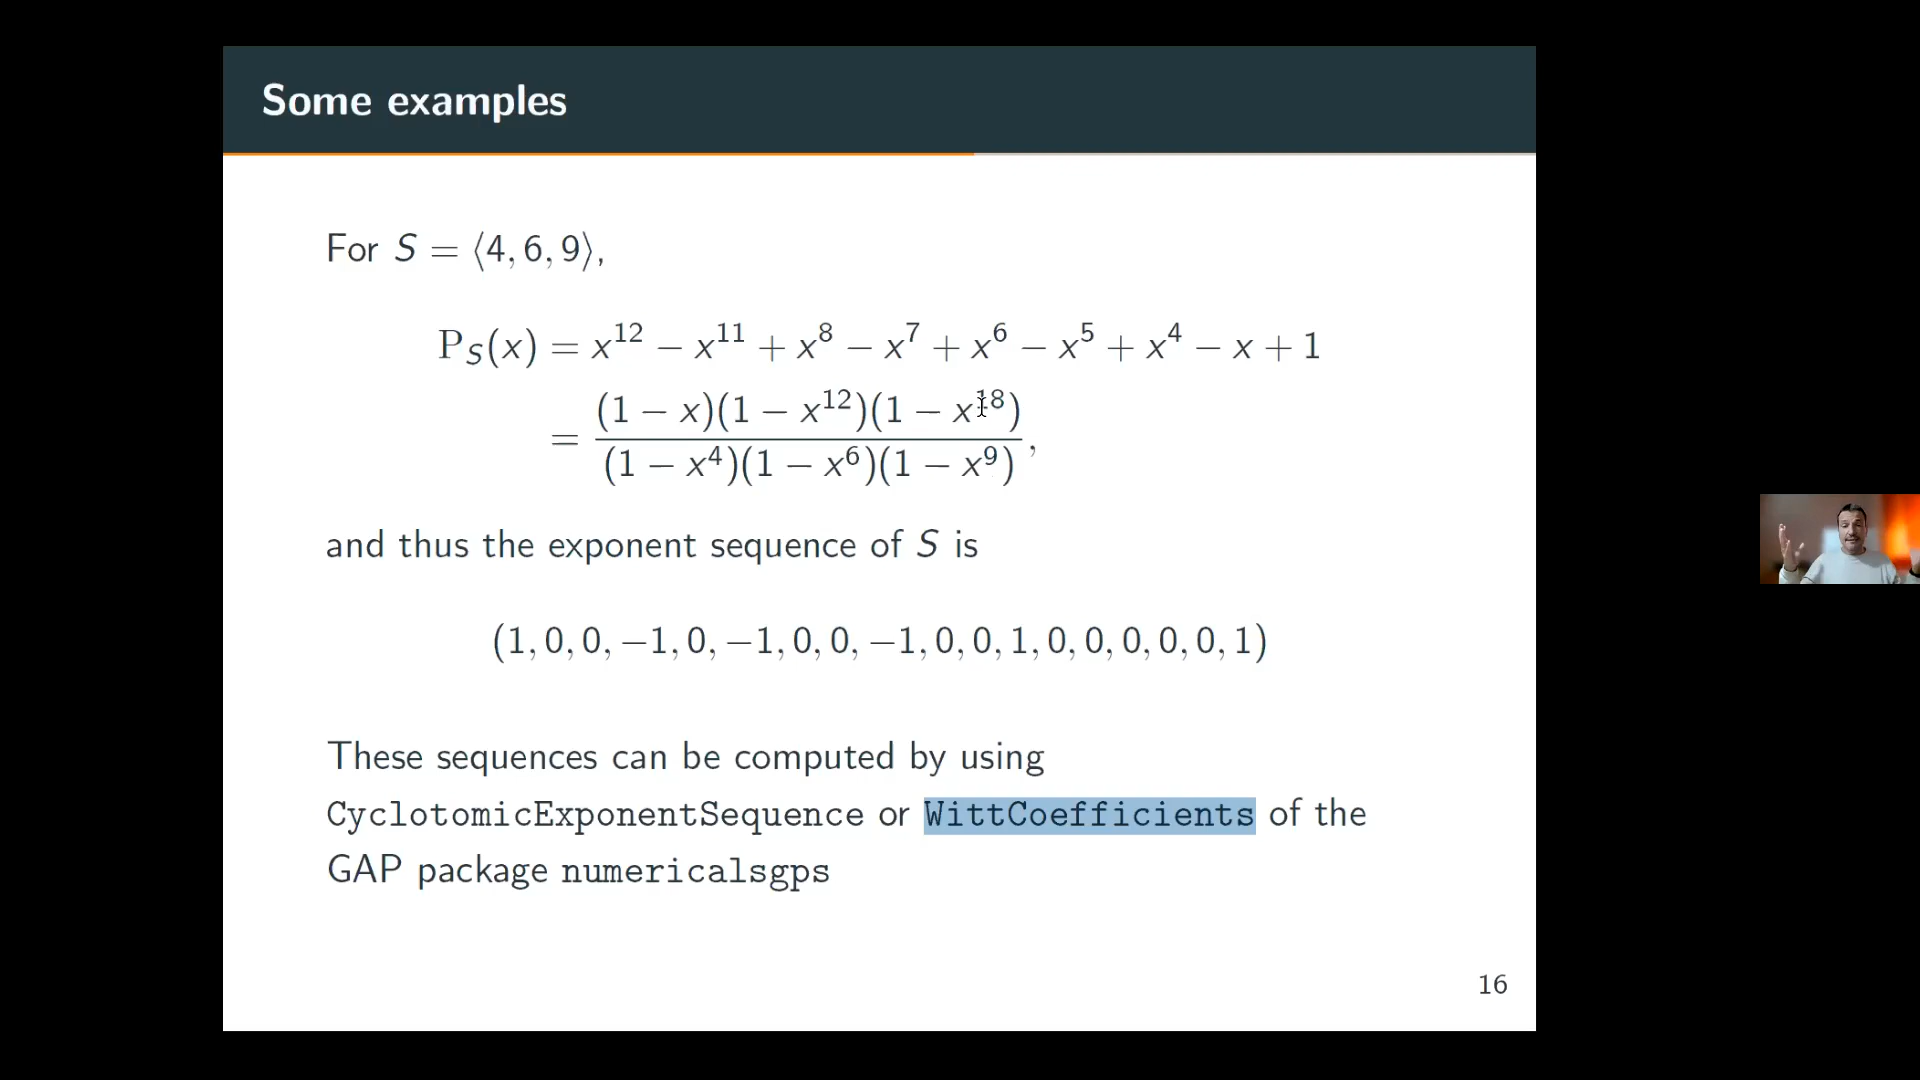 Some examples
For S = ⟨4, 6, 9⟩,
P_S(x) = x^12 − x^11 + x^8 − x^7 + x^6 − x^5 + x^4 − x + 1
= (1 − x)(1 − x^12)(1 − x^18)
(1 − x^4)(1 − x^6)(1 − x^9) ,
and thus the exponent sequence of S is
(1, 0, 0, −1, 0, −1, 0, 0, −1, 0, 0, 1, 0, 0, 0, 0, 0, 1)
These sequences can be computed by using
CyclotomicExponentSequence or WittCoefficients of the
GAP package numericalsgps
16